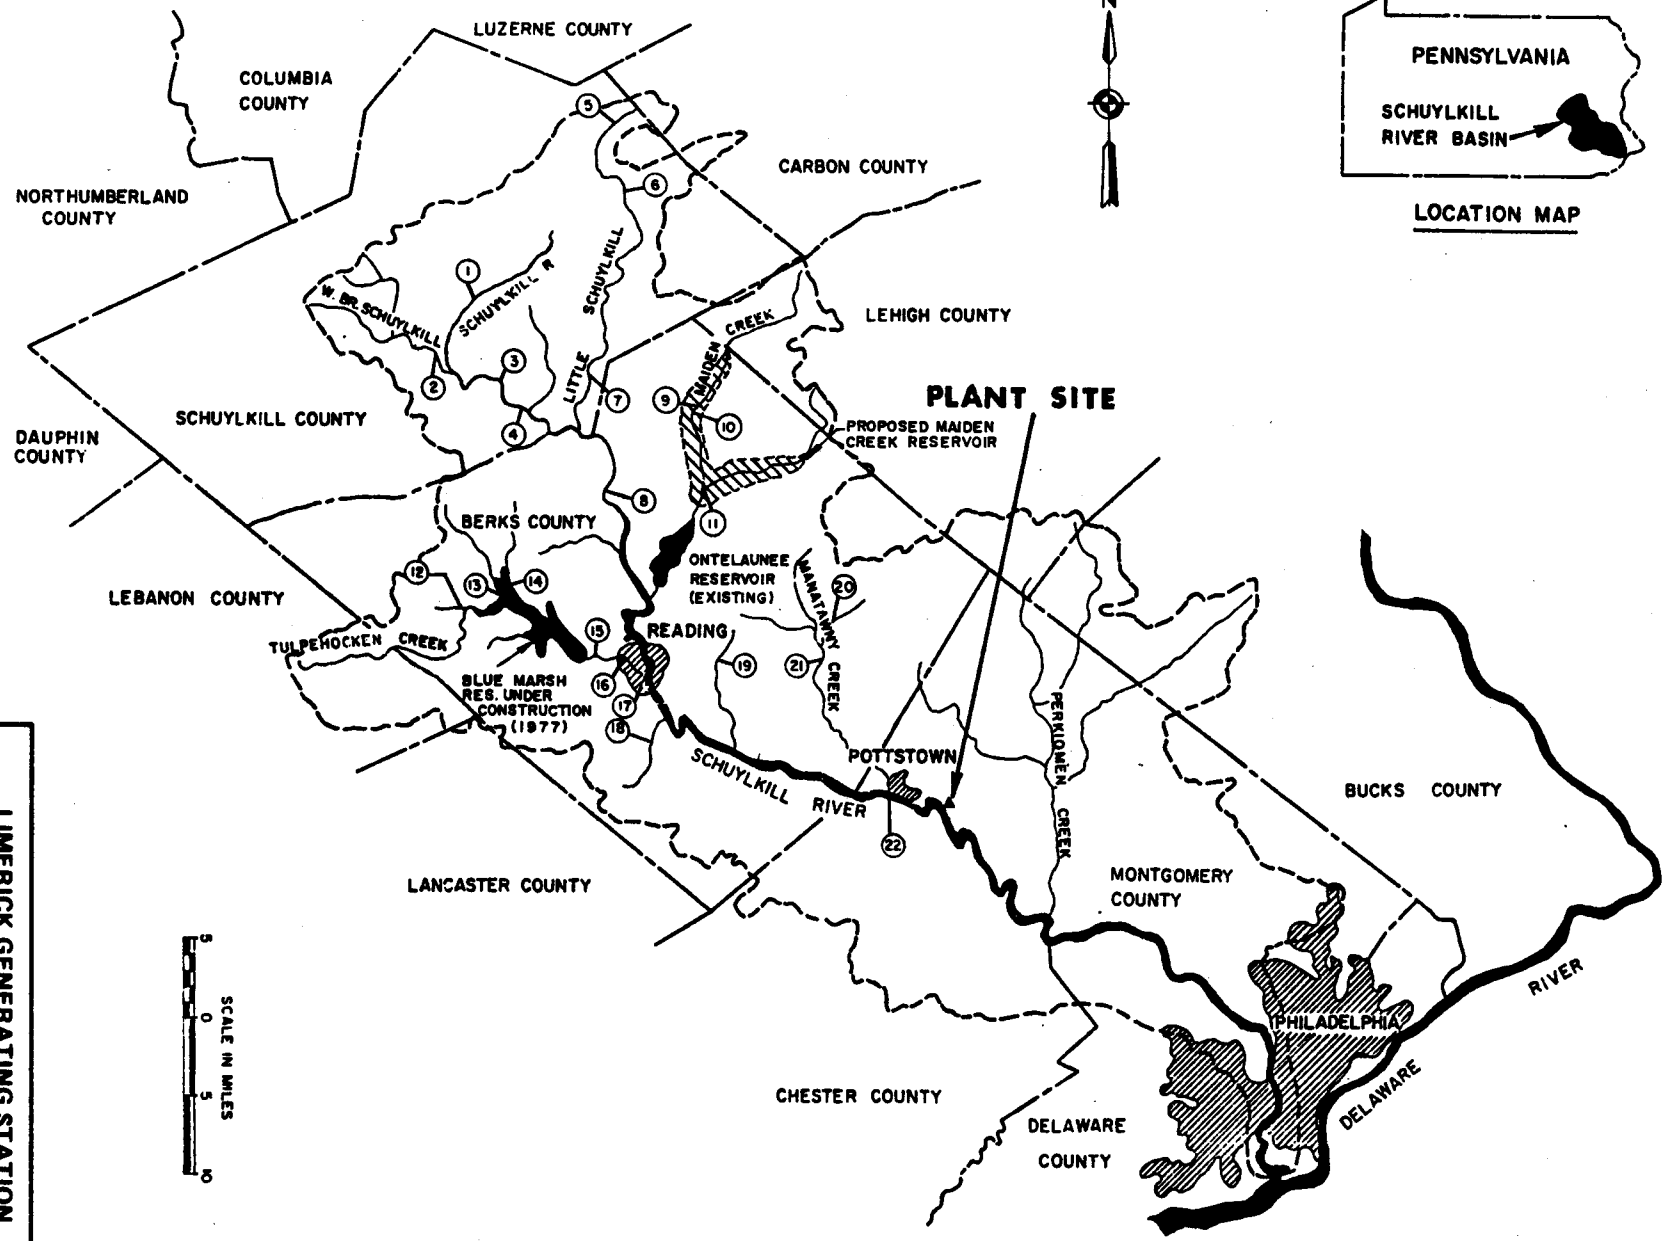 LUZERNE COUNTY
COLUMBIA
COUNTY
NORTHUMBERLAND
COUNTY
CARBON COUNTY
N
PENNSYLVANIA
SCHUYLKILL
RIVER BASIN
LOCATION MAP
5
6
1
W. BR. SCHUYLKILL
SCHUYLKILL R
LITTLE SCHUYLKILL
MAIDEN CREEK
LEHIGH COUNTY
2
3
4
7
9
10
SCHUYLKILL COUNTY
DAUPHIN
COUNTY
PLANT SITE
PROPOSED MAIDEN
CREEK RESERVOIR
8
11
BERKS COUNTY
ONTELAUNEE
RESERVOIR
(EXISTING)
12
13
14
LEBANON COUNTY
TULPEHOCKEN CREEK
15
READING
MANATAWNY CREEK
20
19
21
16
17
18
BLUE MARSH
RES. UNDER
CONSTRUCTION
(1977)
SCHUYLKILL RIVER
POTTSTOWN
22
PERKIOMEN CREEK
BUCKS COUNTY
LANCASTER COUNTY
MONTGOMERY
COUNTY
PHILADELPHIA
DELAWARE RIVER
CHESTER COUNTY
DELAWARE
COUNTY
5 0 5 10
SCALE IN MILES
LIMERICK GENERATING STATION